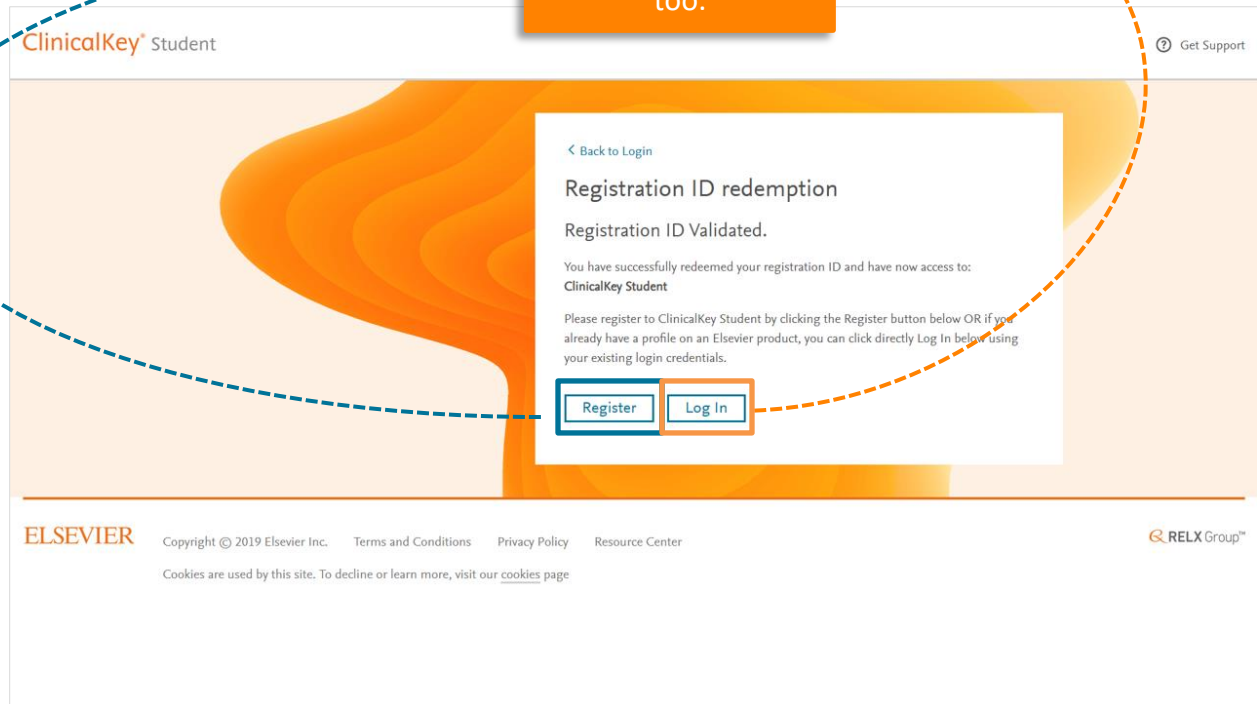 too.
ClinicalKey® Student
Get Support
Back to Login
Registration ID redemption
Registration ID Validated.
You have successfully redeemed your registration ID and have now access to:
ClinicalKey Student
Please register to ClinicalKey Student by clicking the Register button below OR if you
already have a profile on an Elsevier product, you can click directly Log In below using
your existing login credentials.
Register
Log In
ELSEVIER
Copyright © 2019 Elsevier Inc. Terms and Conditions Privacy Policy Resource Center
RELX Group™
Cookies are used by this site. To decline or learn more, visit our cookies page